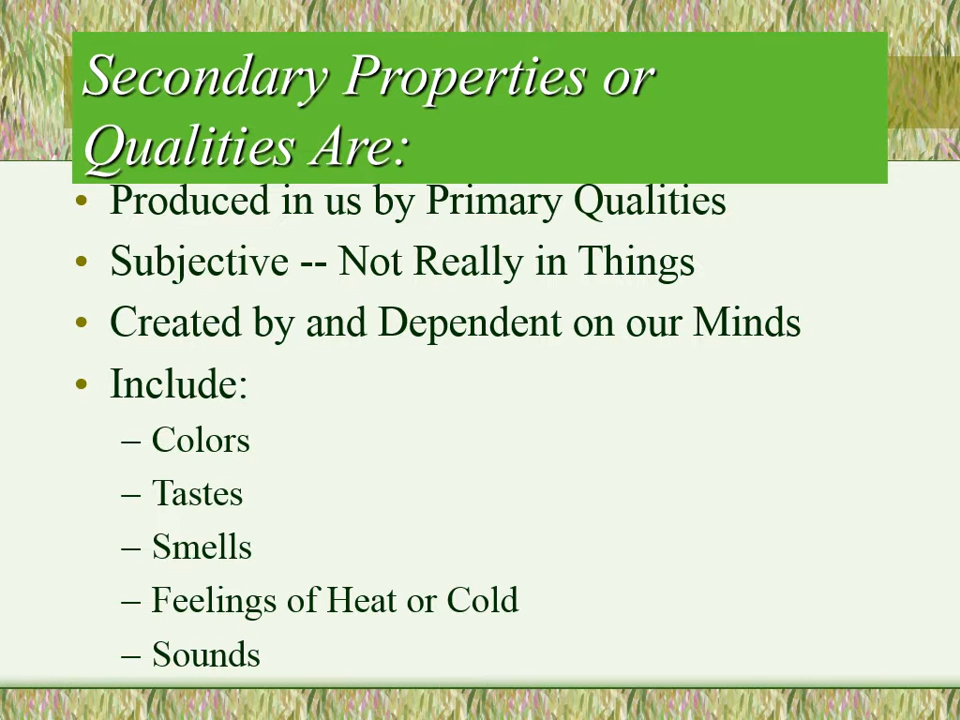 Secondary Properties or
Qualities Are:
• Produced in us by Primary Qualities
• Subjective -- Not Really in Things
• Created by and Dependent on our Minds
• Include:
– Colors
– Tastes
– Smells
– Feelings of Heat or Cold
– Sounds